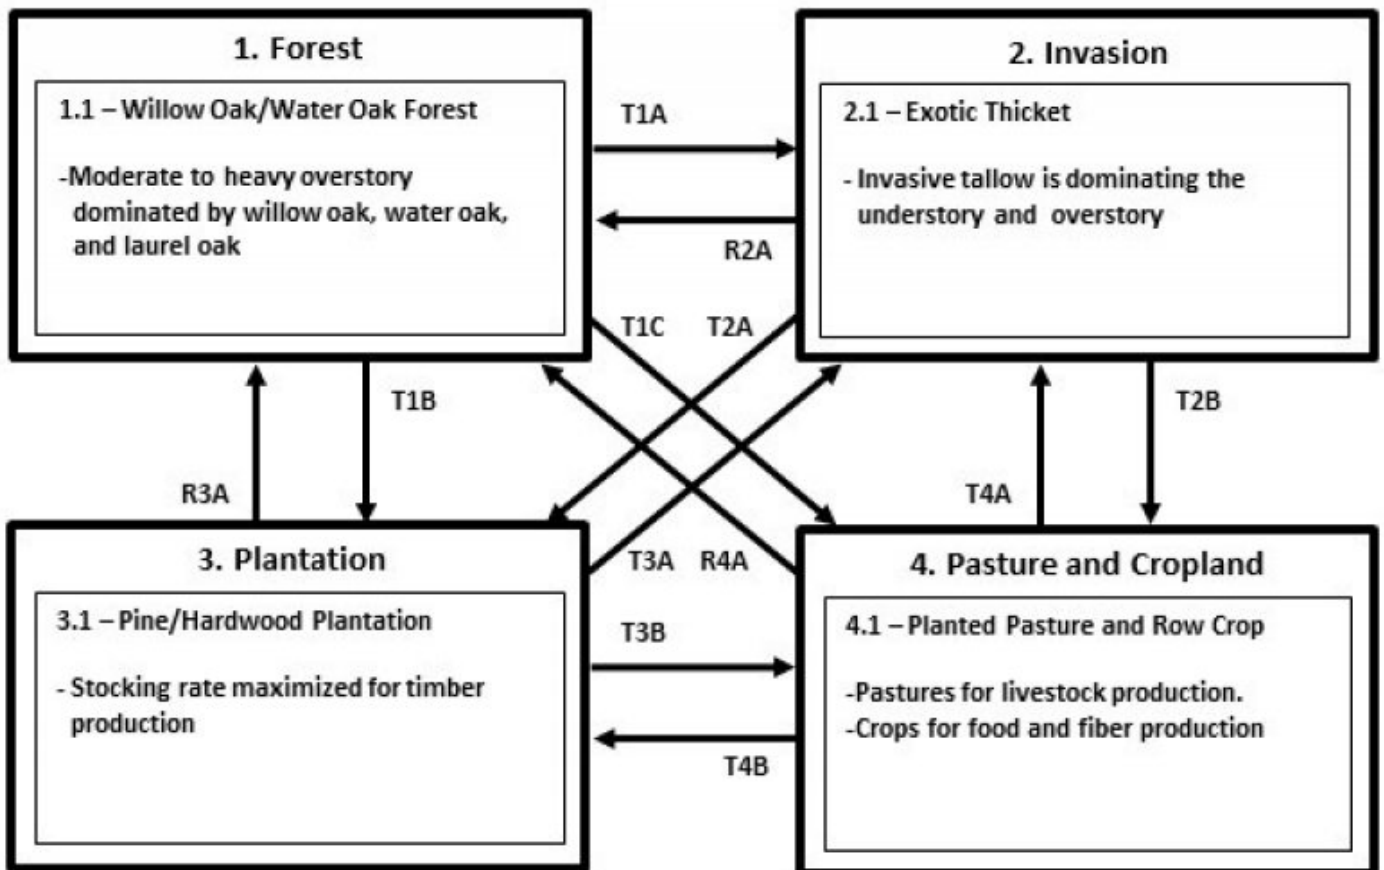 1. Forest
1.1 – Willow Oak/Water Oak Forest
-Moderate to heavy overstory
dominated by willow oak, water oak,
and laurel oak
T1A
R2A
2. Invasion
2.1 – Exotic Thicket
- Invasive tallow is dominating the
understory and overstory
T1C
T2A
T1B
T2B
R3A
T4A
3. Plantation
3.1 – Pine/Hardwood Plantation
- Stocking rate maximized for timber
production
T3A
R4A
T3B
T4B
4. Pasture and Cropland
4.1 – Planted Pasture and Row Crop
-Pastures for livestock production.
-Crops for food and fiber production